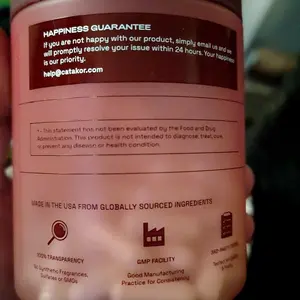 HAPPINESS GUARANTEE
If you are not happy with our product, simply email us and we
will promptly resolve your issue within 24 hours. Your happiness
is our priority.
help@catakor.com
* - This statement has not been evaluated by the Food and Drug
Administration. This product is not intended to diagnose, treat, cure,
or prevent any disease or health condition.
MADE IN THE USA FROM GLOBALLY SOURCED INGREDIENTS
100% TRANSPARENCY
No Synthetic Fragrances,
Sulfates or GMOs
GMP FACILITY
Good Manufacturing
Practice for Consistency